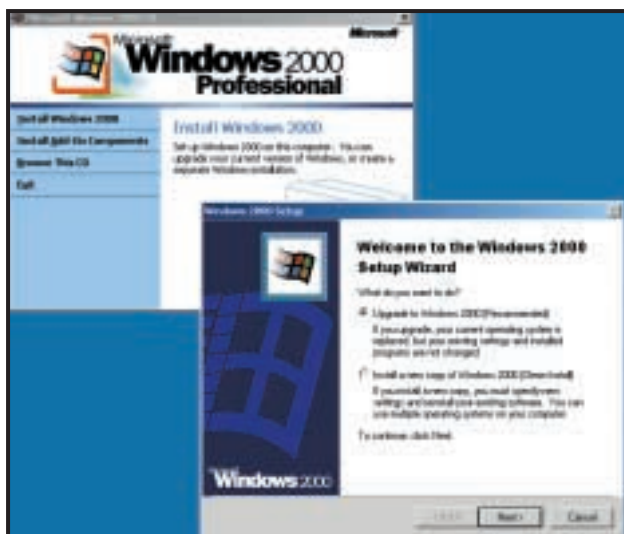 Microsoft
Microsoft
Windows 2000
Professional
Install Windows 2000
Install Add-On Components
Browse This CD
Exit
Install Windows 2000
Set up Windows 2000 on this computer. You can
upgrade your current version of Windows, or create a
separate Windows installation.
Windows 2000 Setup
Welcome to the Windows 2000
Setup Wizard
What do you want to do?
Upgrade to Windows 2000 (Recommended)
If you upgrade, your current operating system is
replaced, but your existing settings and installed
programs are not changed
Install a new copy of Windows 2000 (Clean Install)
If you install a new copy, you must specify new
settings and reinstall your existing software. You can
use multiple operating systems on your computer
To continue, click Next.
Windows 2000
Next >
Cancel